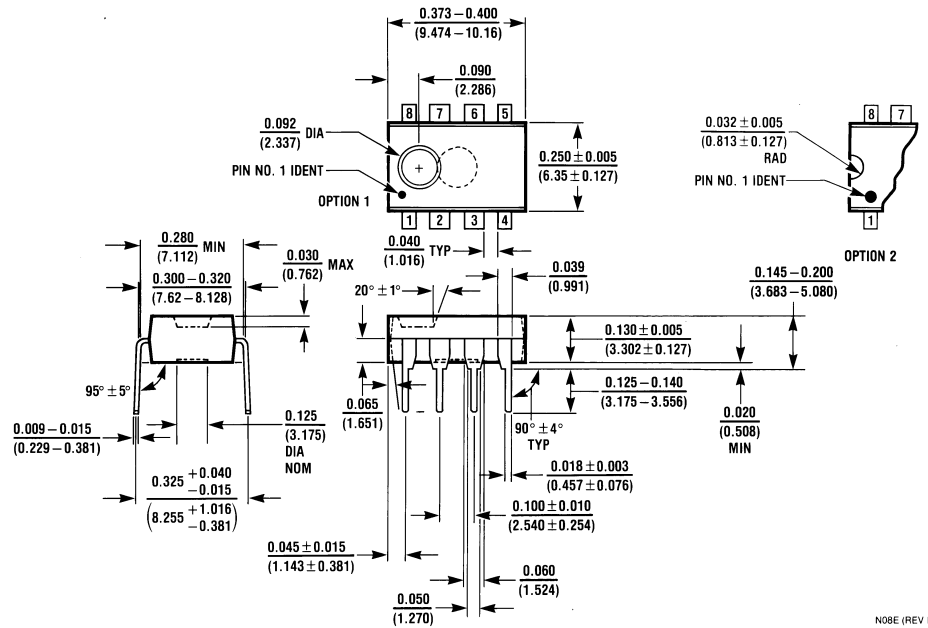 0.373–0.400
(9.474–10.16)
0.090
(2.286)
8 7 6 5
0.092 DIA
(2.337)
PIN NO. 1 IDENT
OPTION 1
+
0.250 ± 0.005
(6.35 ± 0.127)
1 2 3 4
8 7
0.032 ± 0.005
(0.813 ± 0.127)
RAD
PIN NO. 1 IDENT
1
OPTION 2
0.280 MIN
(7.112)
0.030 MAX
(0.762)
0.300–0.320
(7.62–8.128)
0.040 TYP
(1.016)
0.039
(0.991)
20° ± 1°
0.145–0.200
(3.683–5.080)
0.130 ± 0.005
(3.302 ± 0.127)
0.125–0.140
(3.175–3.556)
0.020
(0.508)
MIN
95° ± 5°
0.009–0.015
(0.229–0.381)
0.125
(3.175)
DIA
NOM
0.065
(1.651)
90° ± 4°
TYP
0.018 ± 0.003
(0.457 ± 0.076)
0.325 +0.040
−0.015
(8.255 +1.016
−0.381)
0.100 ± 0.010
(2.540 ± 0.254)
0.045 ± 0.015
(1.143 ± 0.381)
0.060
(1.524)
0.050
(1.270)
N08E (REV